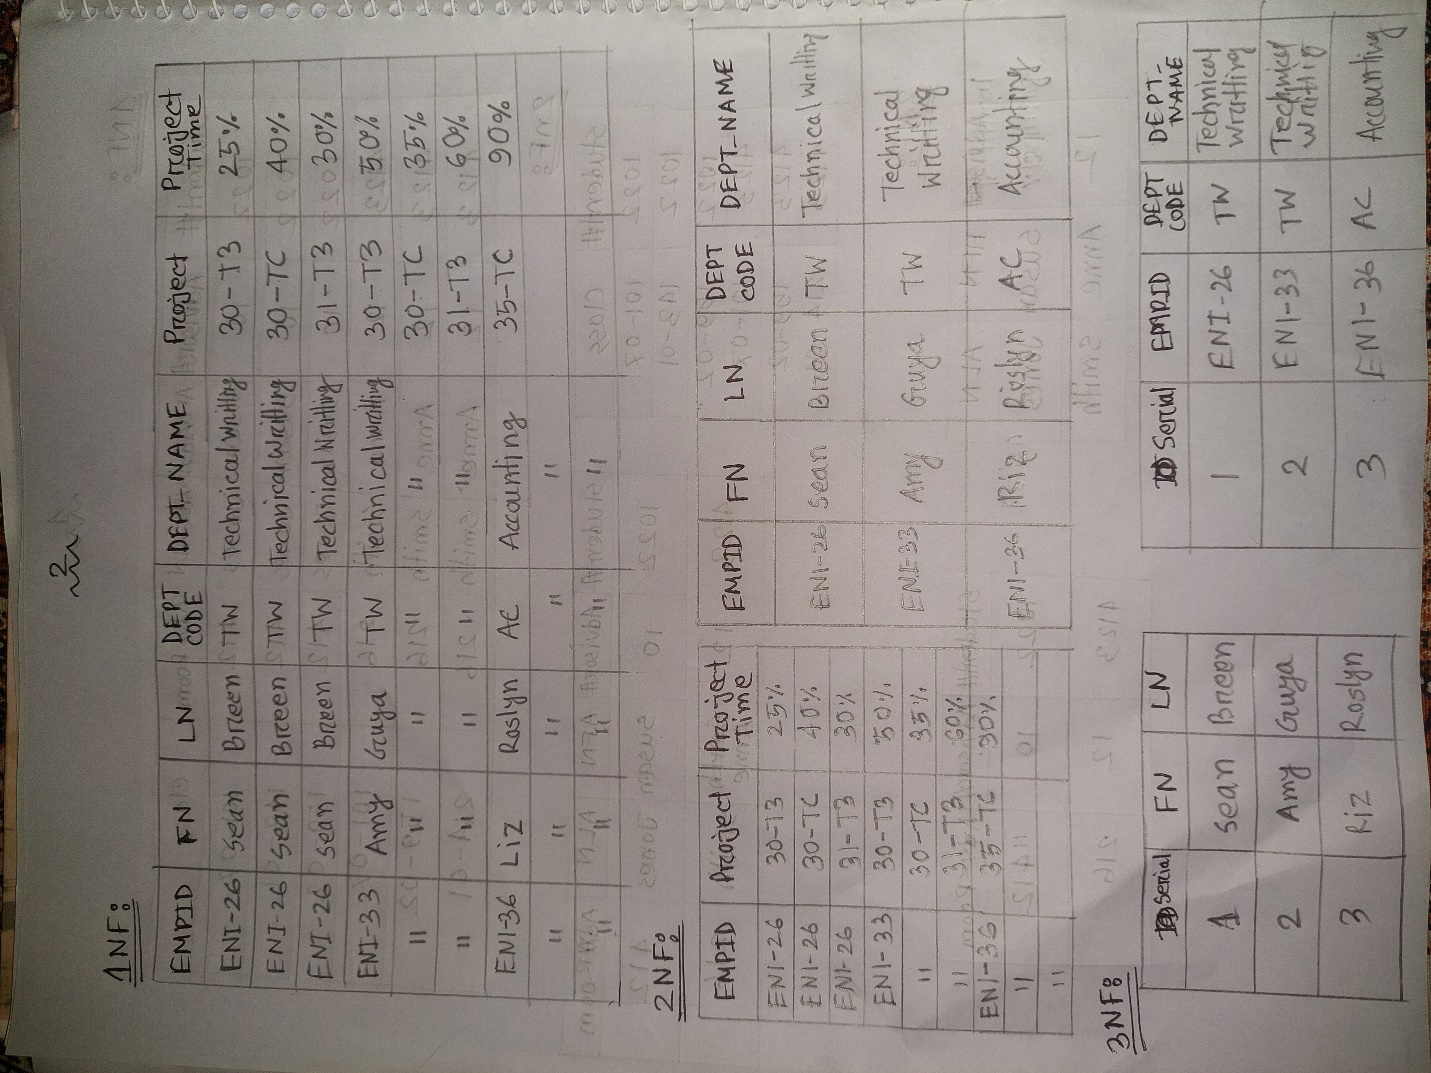 2
1NF:
EMPID FN LN DEPT CODE DEPT_NAME Project Project Time
ENI-26 Sean Breen TW Technical Writting 30-T3 25%
ENI-26 Sean Breen TW Technical Writting 30-TC 40%
ENI-26 Sean Breen TW Technical Writting 31-T3 30%
ENI-33 Amy Guya TW Technical Writting 30-T3 50%
" " " " " 30-TC 35%
" " " " " 31-T3 60%
ENI-36 Liz Roslyn AC Accounting 35-TC 90%
" " " " "
" " " " "
2NF:
EMPID Project Project Time
ENI-26 30-T3 25%
ENI-26 30-TC 40%
ENI-26 31-T3 30%
ENI-33 30-T3 50%
" 30-TC 35%
" 31-T3 60%
ENI-36 35-TC 90%
"
"
EMPID FN LN DEPT CODE DEPT_NAME
ENI-26 Sean Breen TW Technical Writting
ENI-33 Amy Guya TW Technical Writting
ENI-36 Riz Roslyn AC Accounting
3NF:
Serial FN LN
1 Sean Breen
2 Amy Guya
3 Riz Roslyn
Serial EMPID DEPT CODE DEPT_NAME
1 ENI-26 TW Technical Writting
2 ENI-33 TW Technical
3 ENI-36 AC Accounting